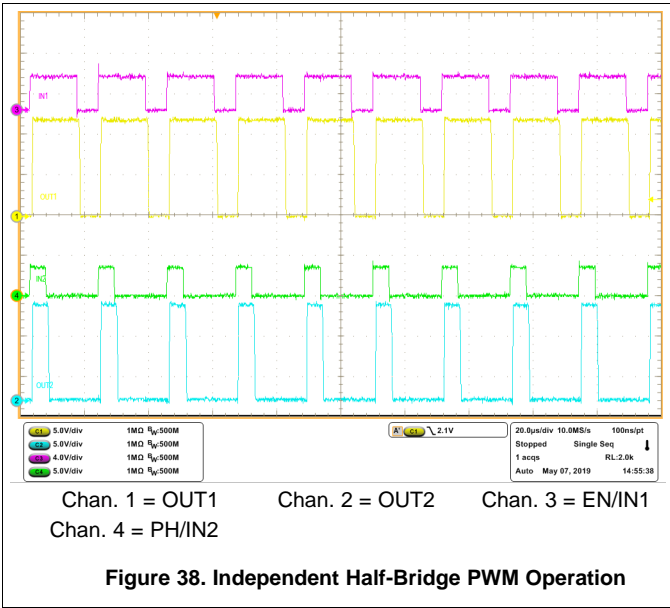 IN1
3
OUT1
1
IN2
4
OUT2
2
C1 5.0V/div 1MΩ BW:500M
C2 5.0V/div 1MΩ BW:500M
C3 4.0V/div 1MΩ BW:500M
C4 5.0V/div 1MΩ BW:500M
A' C1 2.1V
20.0µs/div 10.0MS/s 100ns/pt
Stopped Single Seq
1 acqs RL:2.0k
Auto May 07, 2019 14:55:38
Chan. 1 = OUT1 Chan. 2 = OUT2 Chan. 3 = EN/IN1
Chan. 4 = PH/IN2
Figure 38. Independent Half-Bridge PWM Operation